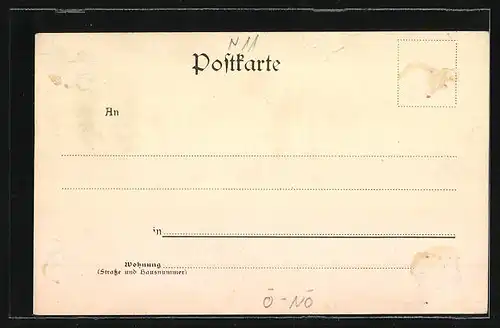 N11
Postkarte
An
in
Wohnung
(Straße und Hausnummer)
Ö-NÖ